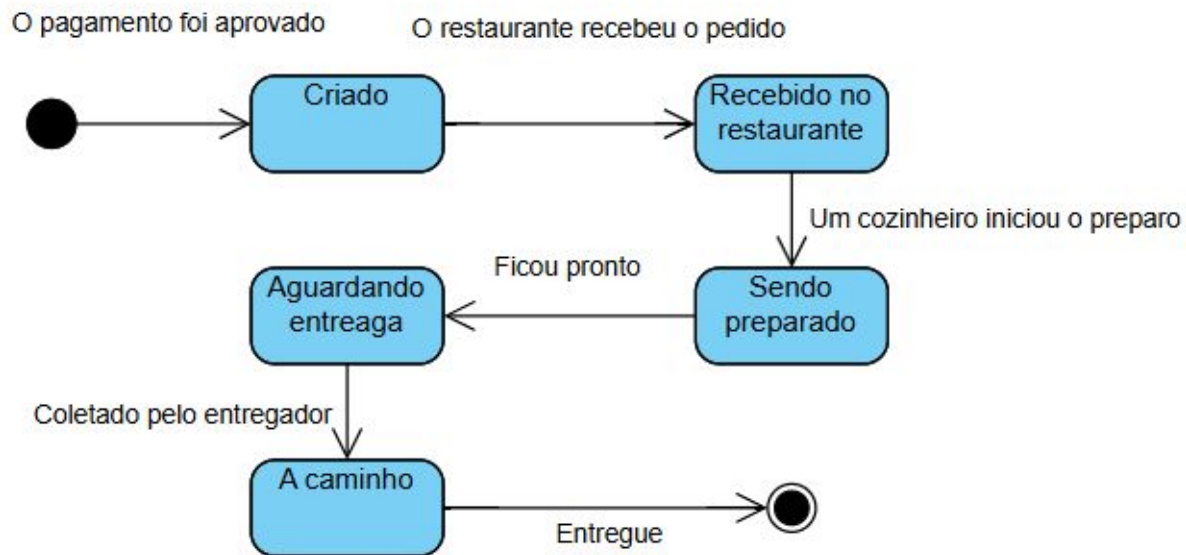 O pagamento foi aprovado
O restaurante recebeu o pedido
Criado
Recebido no
restaurante
Um cozinheiro iniciou o preparo
Ficou pronto
Aguardando
entreaga
Sendo
preparado
Coletado pelo entregador
A caminho
Entregue